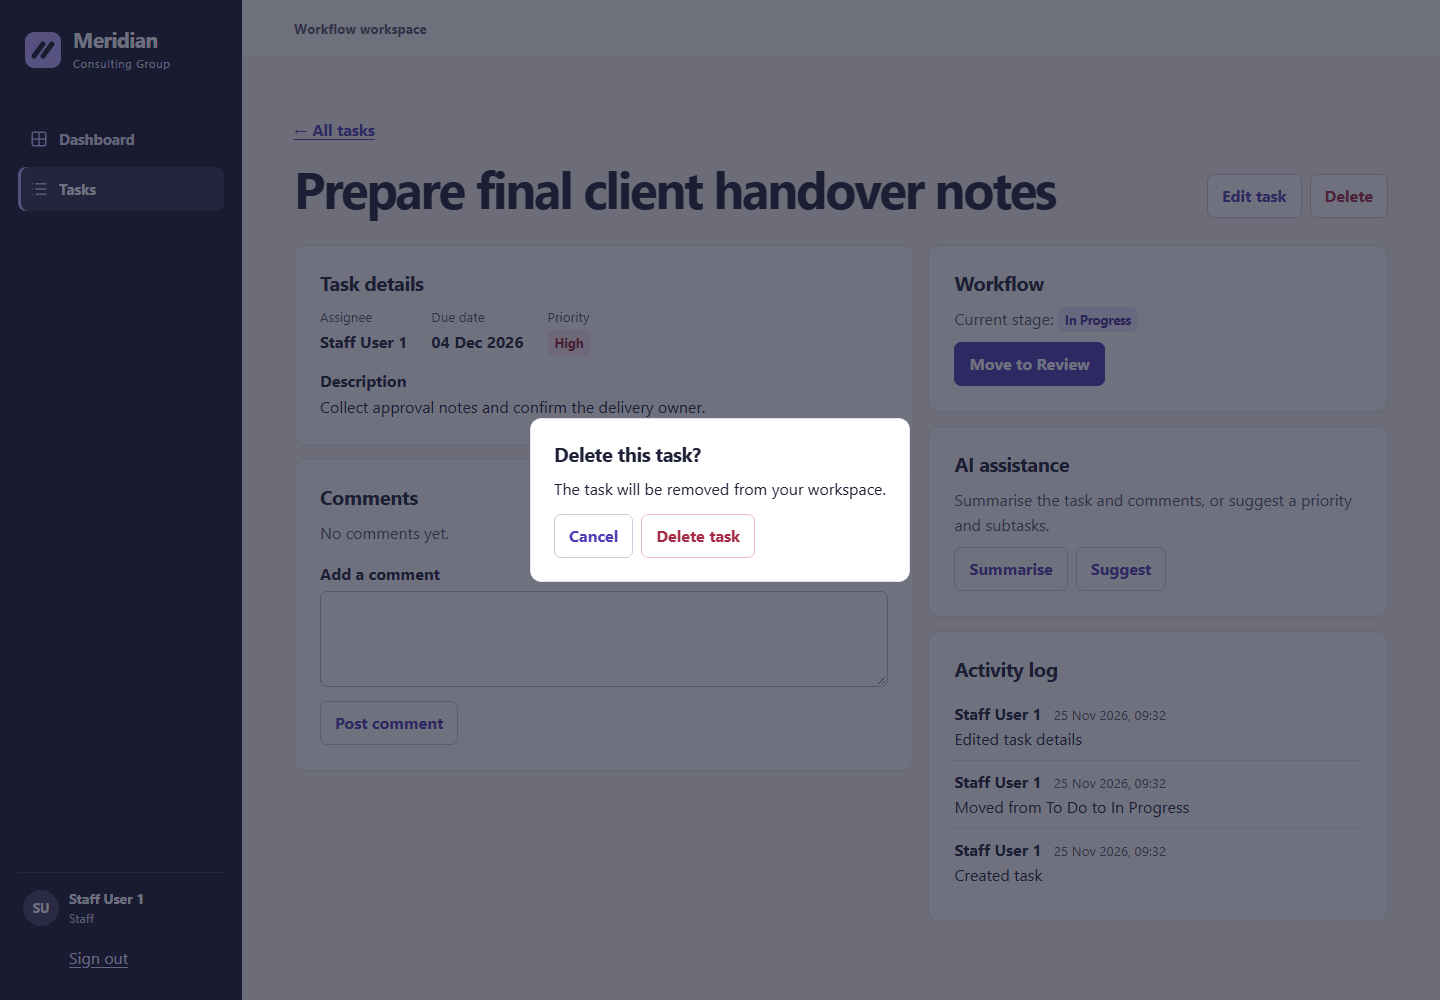 Meridian
Consulting Group
Dashboard
Tasks
SU
Staff User 1
Staff
Sign out
Workflow workspace
← All tasks
Prepare final client handover notes
Edit task
Delete
Task details
Assignee
Due date
Priority
Staff User 1
04 Dec 2026
High
Description
Collect approval notes and confirm the delivery owner.
Comments
No comments yet.
Add a comment
Post comment
Delete this task?
The task will be removed from your workspace.
Cancel
Delete task
Workflow
Current stage: In Progress
Move to Review
AI assistance
Summarise the task and comments, or suggest a priority
and subtasks.
Summarise
Suggest
Activity log
Staff User 1 25 Nov 2026, 09:32
Edited task details
Staff User 1 25 Nov 2026, 09:32
Moved from To Do to In Progress
Staff User 1 25 Nov 2026, 09:32
Created task